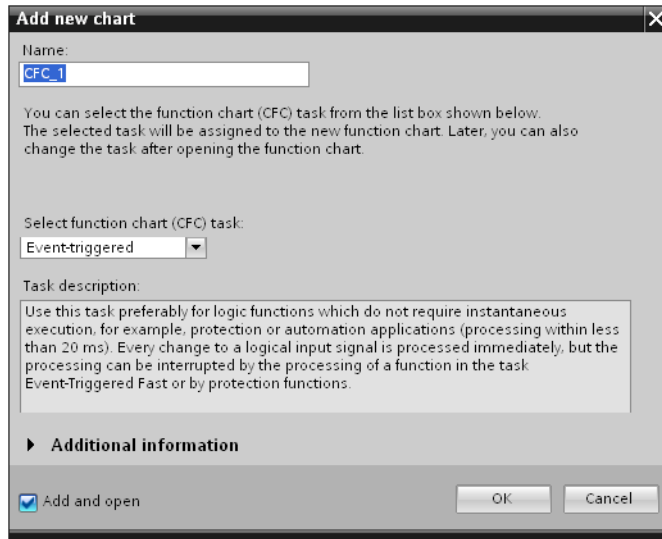 Add new chart
Name:
CFC_1
You can select the function chart (CFC) task from the list box shown below.
The selected task will be assigned to the new function chart. Later, you can also
change the task after opening the function chart.
Select function chart (CFC) task:
Event-triggered
Task description:
Use this task preferably for logic functions which do not require instantaneous
execution, for example, protection or automation applications (processing within less
than 20 ms). Every change to a logical input signal is processed immediately, but the
processing can be interrupted by the processing of a function in the task
Event-Triggered Fast or by protection functions.
Additional information
Add and open
OK
Cancel